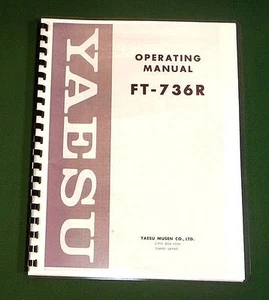 YAESU
OPERATING
MANUAL
FT-736R
YAESU MUSEN CO., LTD.